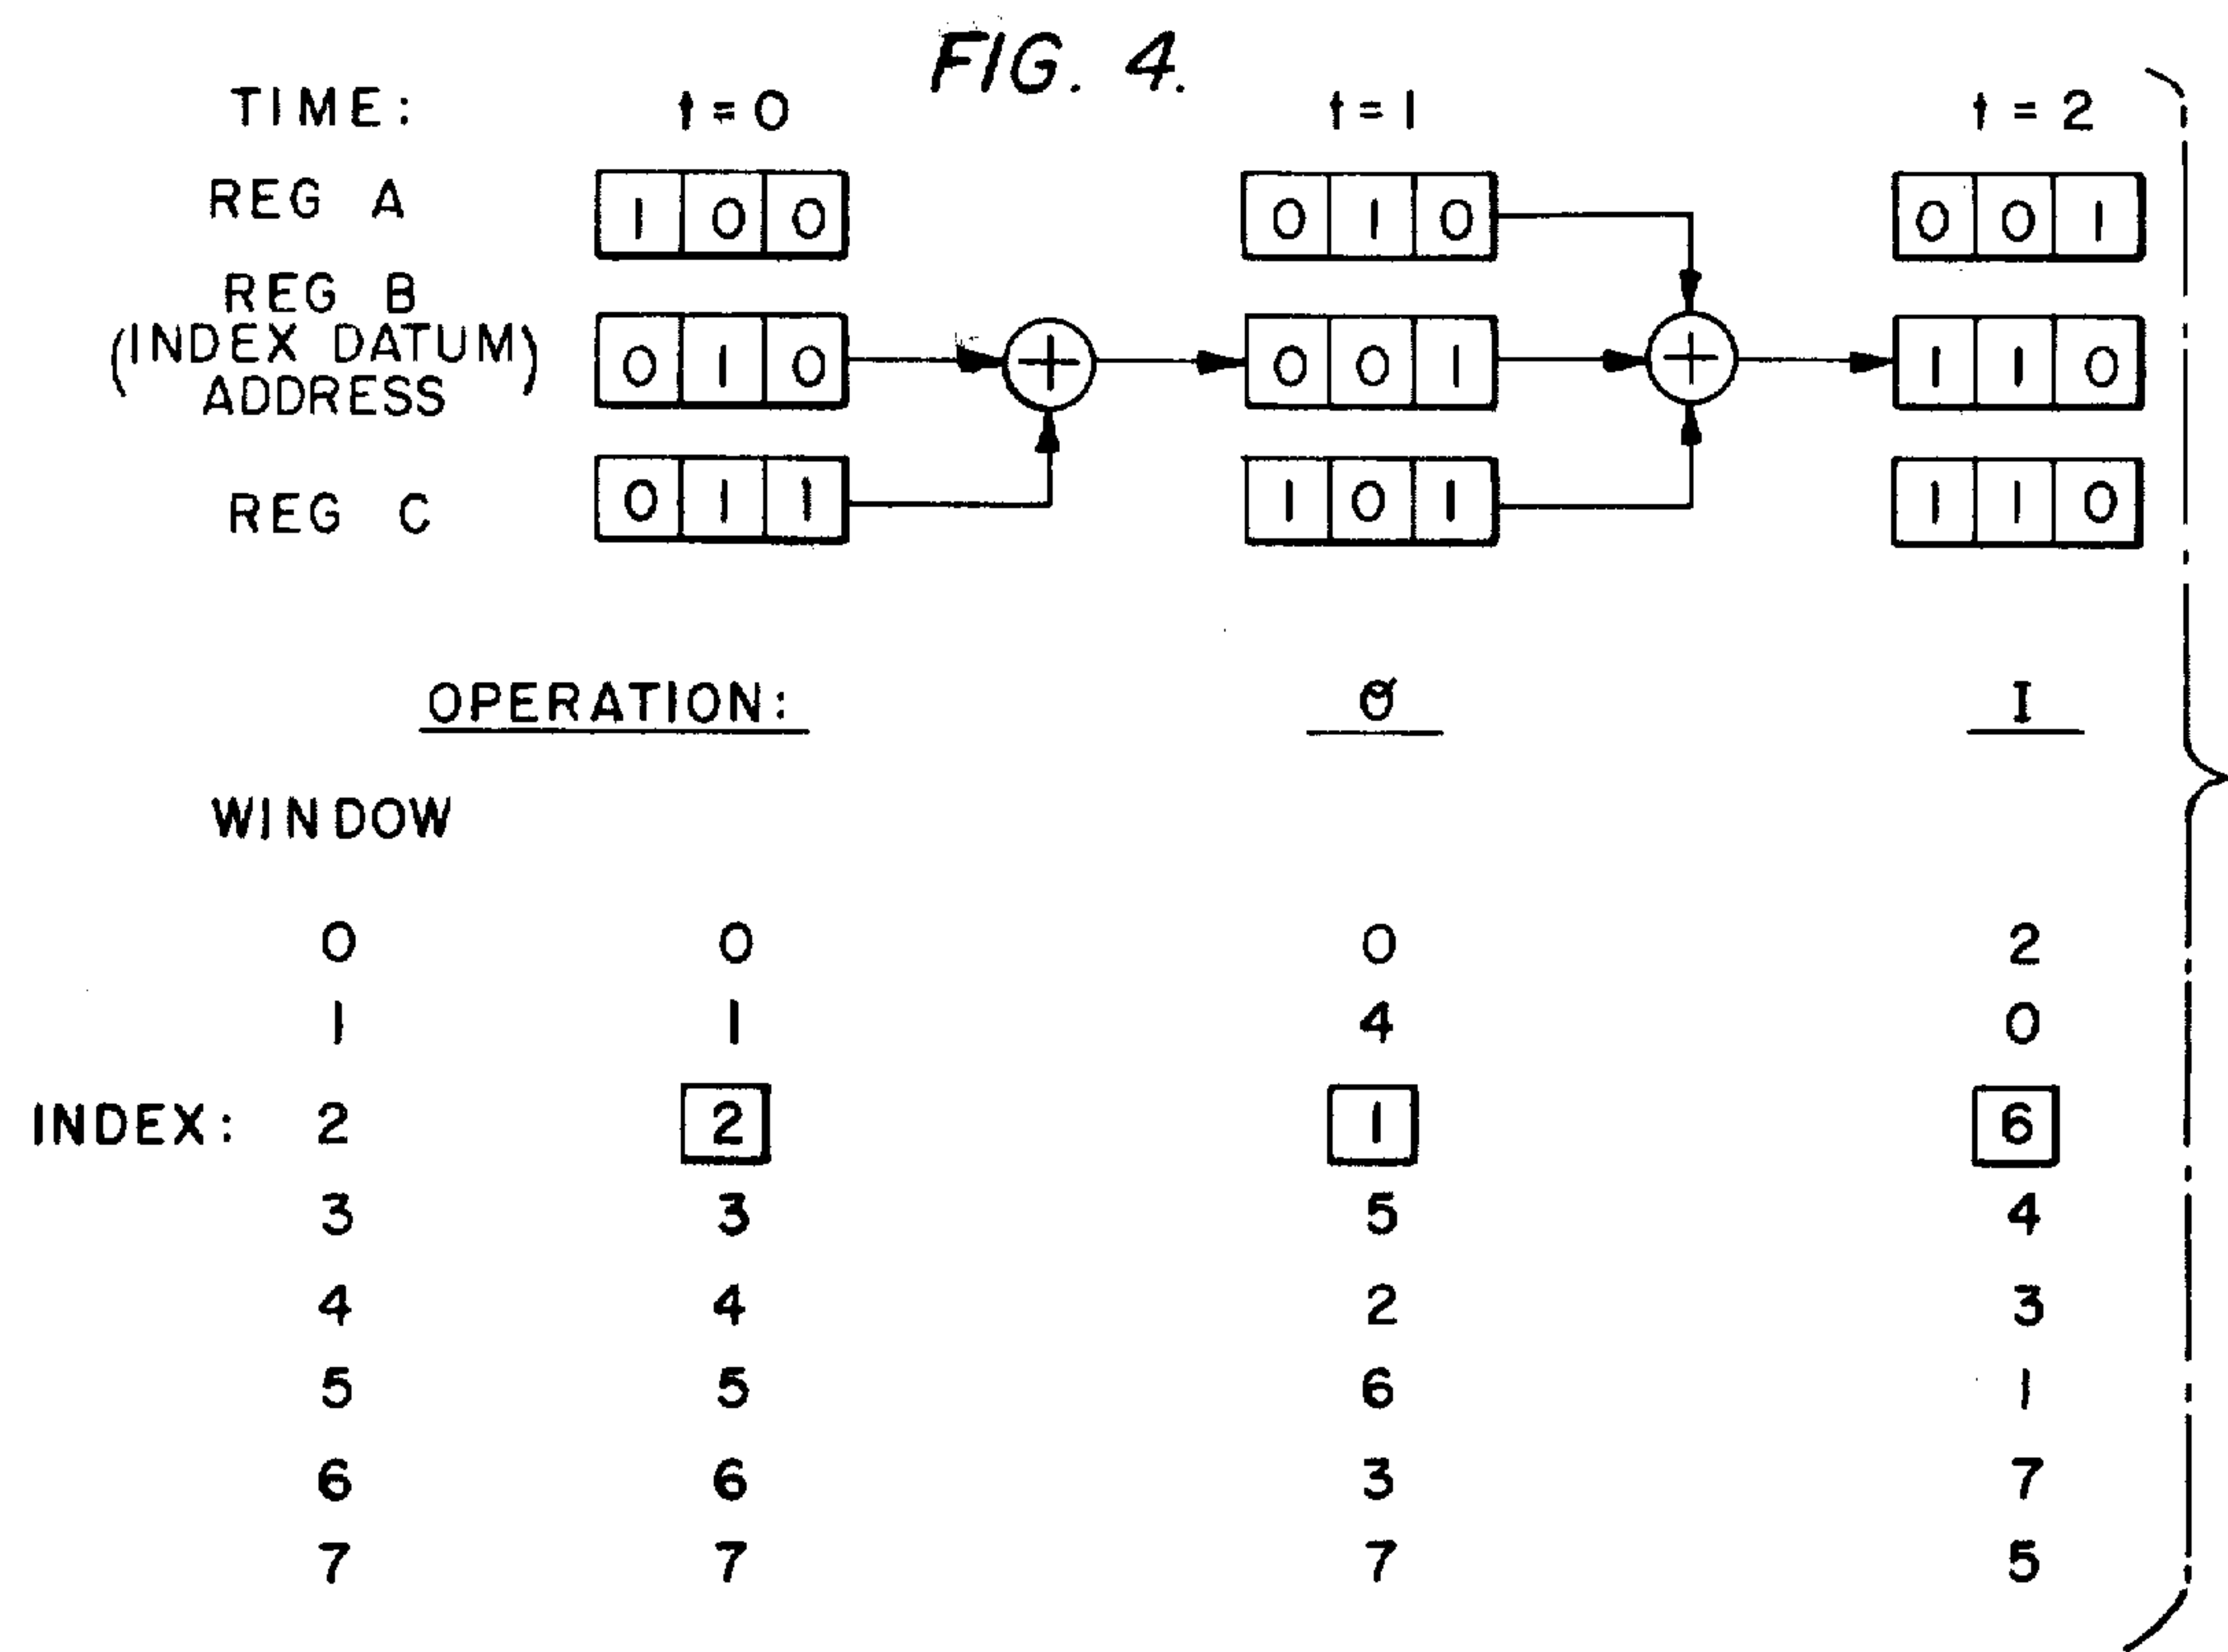 FIG. 4.
TIME: t=0 t=1 t=2
REG A 1 0 0 0 1 0 0 0 1
REG B
(INDEX DATUM)
ADDRESS
0 1 0 + 0 0 1 + 1 1 0
REG C 0 1 1 1 0 1 1 1 0
OPERATION: O I
WINDOW
0 0 0 2
1 1 4 0
INDEX: 2 2 1 6
3 3 5 4
4 4 2 3
5 5 6 1
6 6 3 7
7 7 7 5